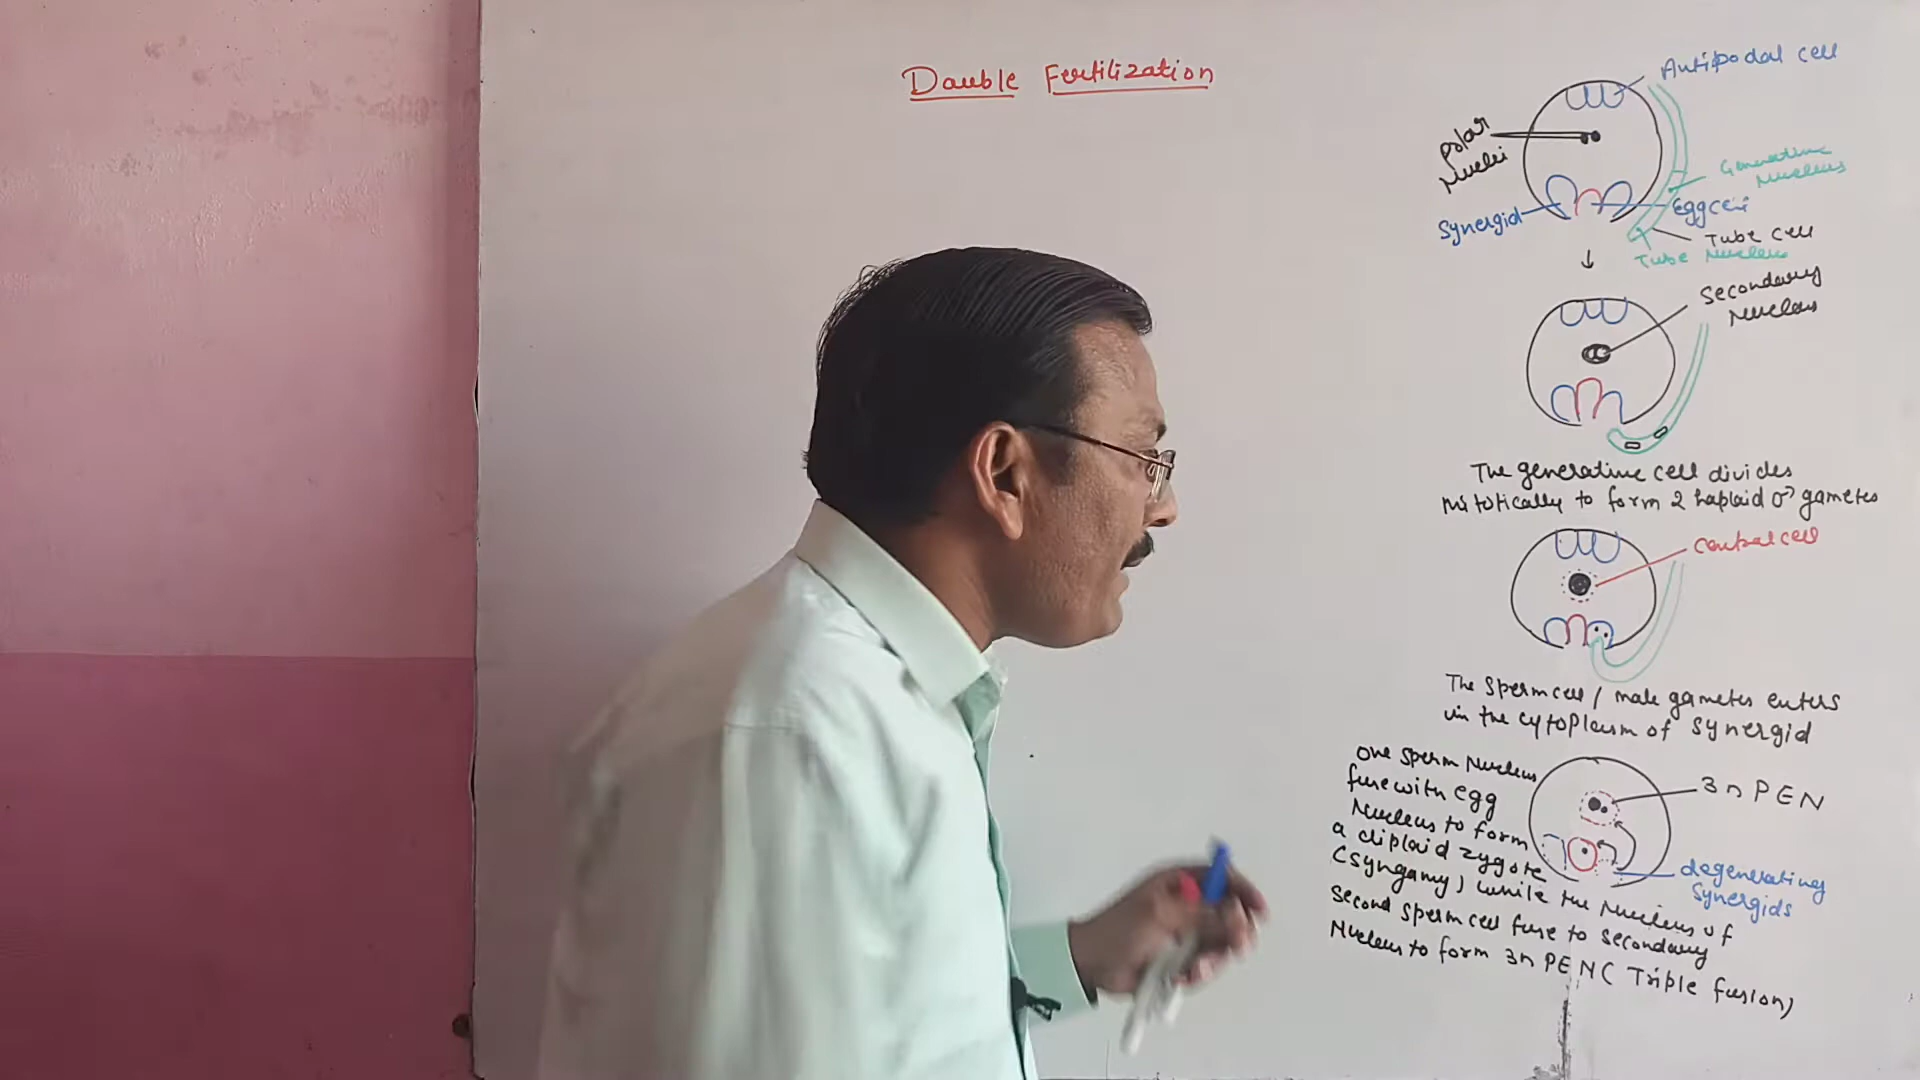 Double Fertilization
Antipodal cell
Polar
Nuclei
Generative
Nucleus
Synergid
Egg cell
Tube cell
Tube Nucleus
↓
Secondary
Nucleus
The generative cell divides
mitotically to form 2 haploid ♂ gametes
Central cell
The sperm cell / male gametes enters
in the cytoplasm of synergid
One sperm Nucleus
fuse with egg
Nucleus to form
a diploid zygote
(syngamy) while the Nucleus of
second sperm cell fuse to secondary
Nucleus to form 3n PEN ( Triple fusion)
3n PEN
degenerating
synergids